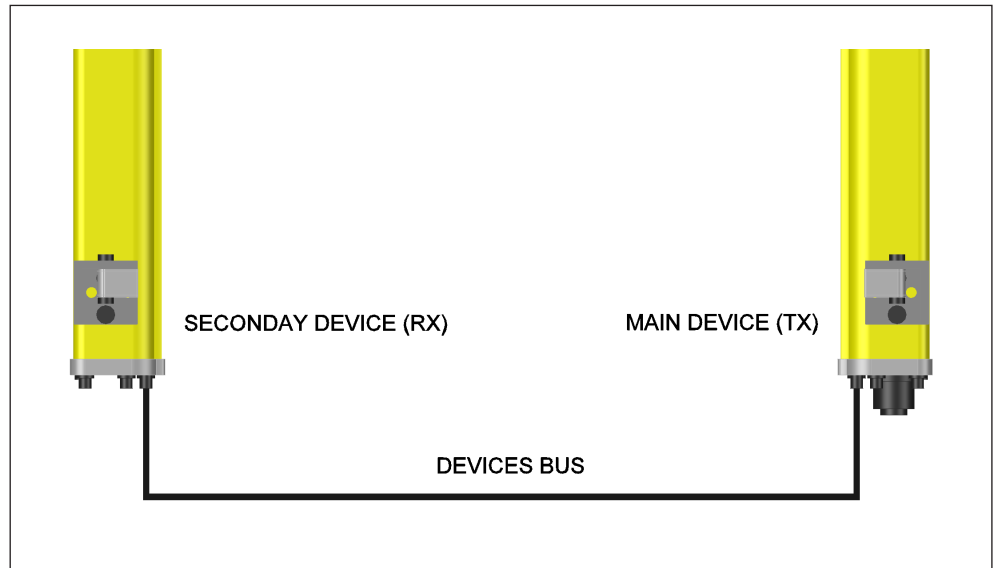 SECONDAY DEVICE (RX)
MAIN DEVICE (TX)
DEVICES BUS